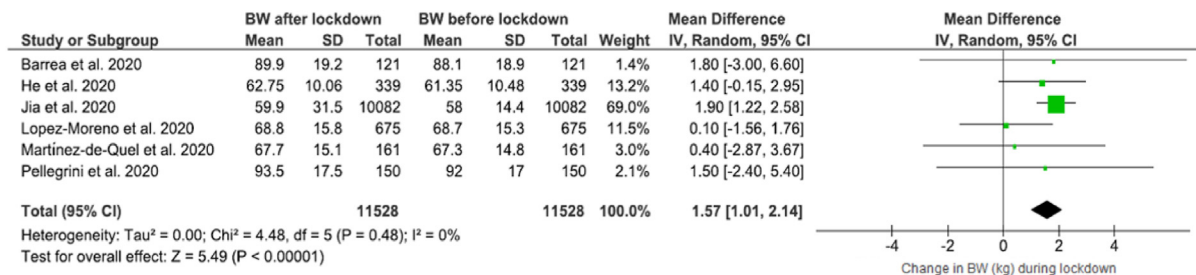 BW after lockdown BW before lockdown Mean Difference Mean Difference
Study or Subgroup Mean SD Total Mean SD Total Weight IV, Random, 95% CI IV, Random, 95% CI
Barrea et al. 2020 89.9 19.2 121 88.1 18.9 121 1.4% 1.80 [-3.00, 6.60]
He et al. 2020 62.75 10.06 339 61.35 10.48 339 13.2% 1.40 [-0.15, 2.95]
Jia et al. 2020 59.9 31.5 10082 58 14.4 10082 69.0% 1.90 [1.22, 2.58]
Lopez-Moreno et al. 2020 68.8 15.8 675 68.7 15.3 675 11.5% 0.10 [-1.56, 1.76]
Martínez-de-Quel et al. 2020 67.7 15.1 161 67.3 14.8 161 3.0% 0.40 [-2.87, 3.67]
Pellegrini et al. 2020 93.5 17.5 150 92 17 150 2.1% 1.50 [-2.40, 5.40]
Total (95% CI) 11528 11528 100.0% 1.57 [1.01, 2.14]
Heterogeneity: Tau² = 0.00; Chi² = 4.48, df = 5 (P = 0.48); I² = 0%
Test for overall effect: Z = 5.49 (P < 0.00001)
-4 -2 0 2 4
Change in BW (kg) during lockdown